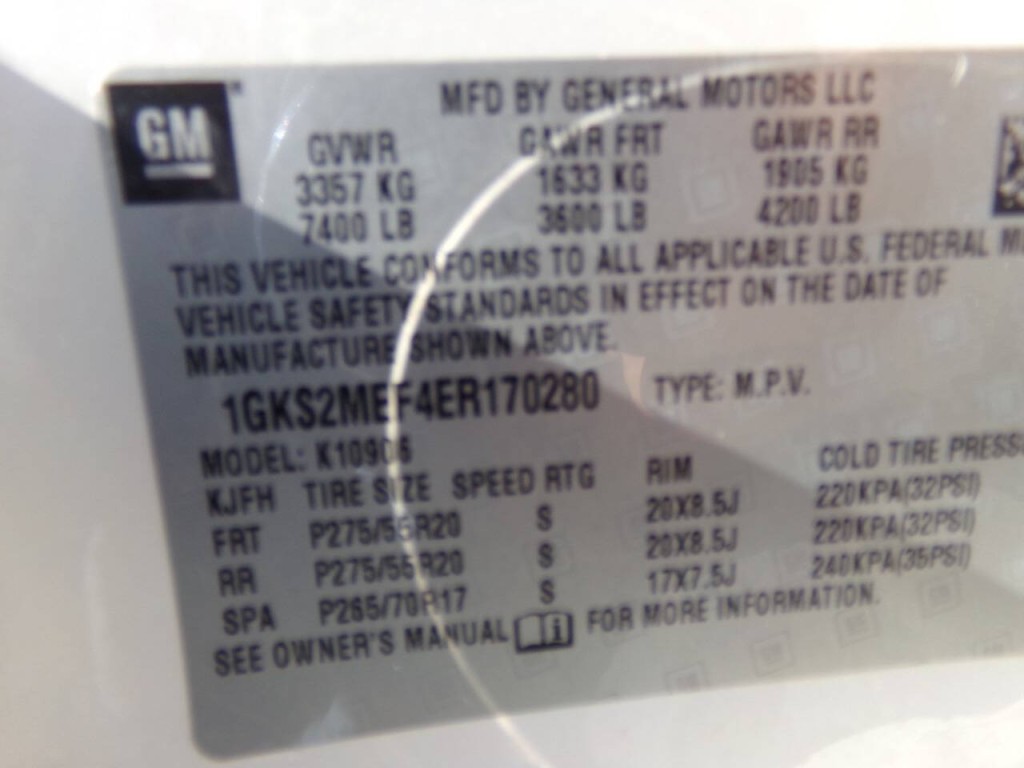 GM MFD BY GENERAL MOTORS LLC
GVWR GAWR FRT GAWR RR
3357 KG 1633 KG 1905 KG
7400 LB 3600 LB 4200 LB
THIS VEHICLE CONFORMS TO ALL APPLICABLE U.S. FEDERAL M
VEHICLE SAFETY STANDARDS IN EFFECT ON THE DATE OF
MANUFACTURE SHOWN ABOVE.
1GKS2MEF4ER170280 TYPE: M.P.V.
MODEL: K10906
KJFH TIRE SIZE SPEED RTG RIM COLD TIRE PRESSU
FRT P275/55R20 S 20X8.5J 220KPA(32PSI)
RR P275/55R20 S 20X8.5J 220KPA(32PSI)
SPA P265/70R17 S 17X7.5J 240KPA(35PSI)
SEE OWNER'S MANUAL FOR MORE INFORMATION.